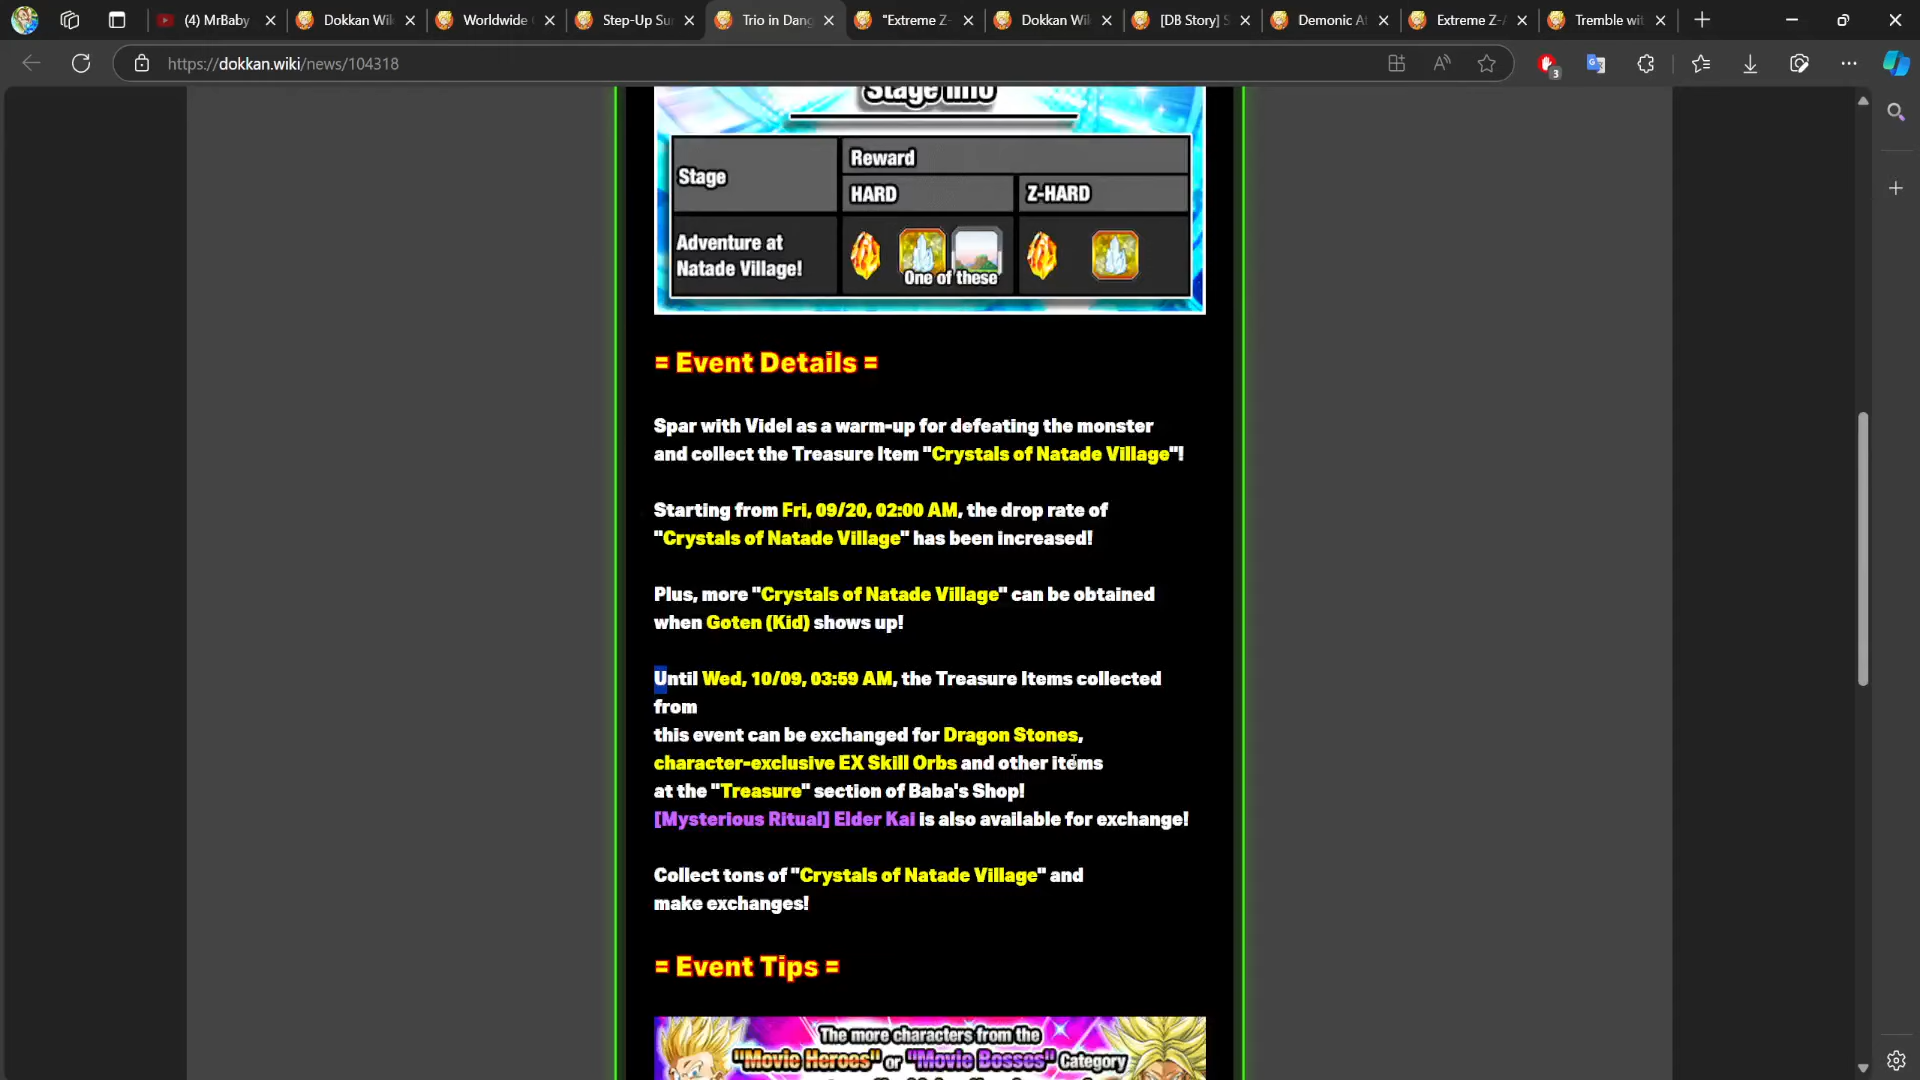 (4) MrBaby
Dokkan Wik
Worldwide
Step-Up Su
Trio in Dang
"Extreme Z-
Dokkan Wik
[DB Story] S
Demonic A
Extreme Z-A
Tremble wit
https://dokkan.wiki/news/104318
3
Stage Info
Stage
Reward
HARD
Z-HARD
Adventure at
Natade Village!
One of these
= Event Details =
Spar with Videl as a warm-up for defeating the monster
and collect the Treasure Item "Crystals of Natade Village"!
Starting from Fri, 09/20, 02:00 AM, the drop rate of
"Crystals of Natade Village" has been increased!
Plus, more "Crystals of Natade Village" can be obtained
when Goten (Kid) shows up!
Until Wed, 10/09, 03:59 AM, the Treasure Items collected
from
this event can be exchanged for Dragon Stones,
character-exclusive EX Skill Orbs and other items
at the "Treasure" section of Baba's Shop!
[Mysterious Ritual] Elder Kai is also available for exchange!
Collect tons of "Crystals of Natade Village" and
make exchanges!
= Event Tips =
The more characters from the
"Movie Heroes" or "Movie Bosses" Category